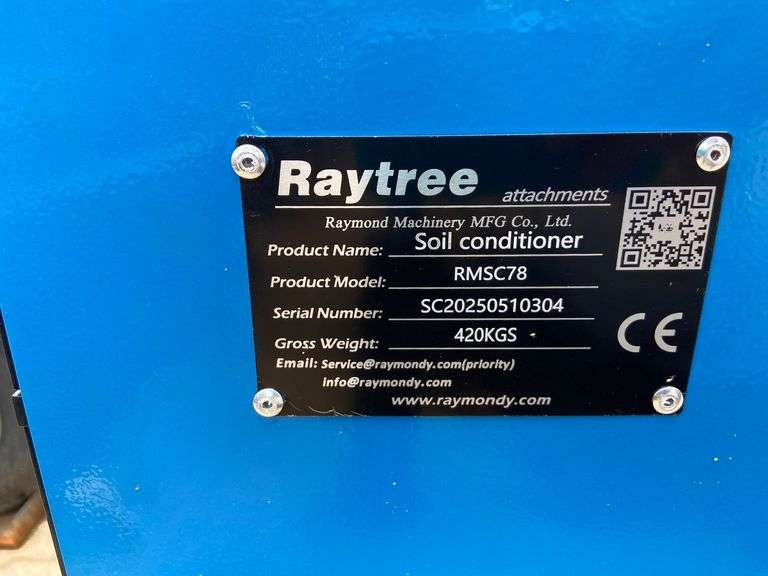 Raytree attachments
Raymond Machinery MFG Co., Ltd.
Product Name: Soil conditioner
Product Model: RMSC78
Serial Number: SC20250510304
Gross Weight: 420KGS
Email: Service@raymondy.com(priority)
info@raymondy.com
www.raymondy.com
CE